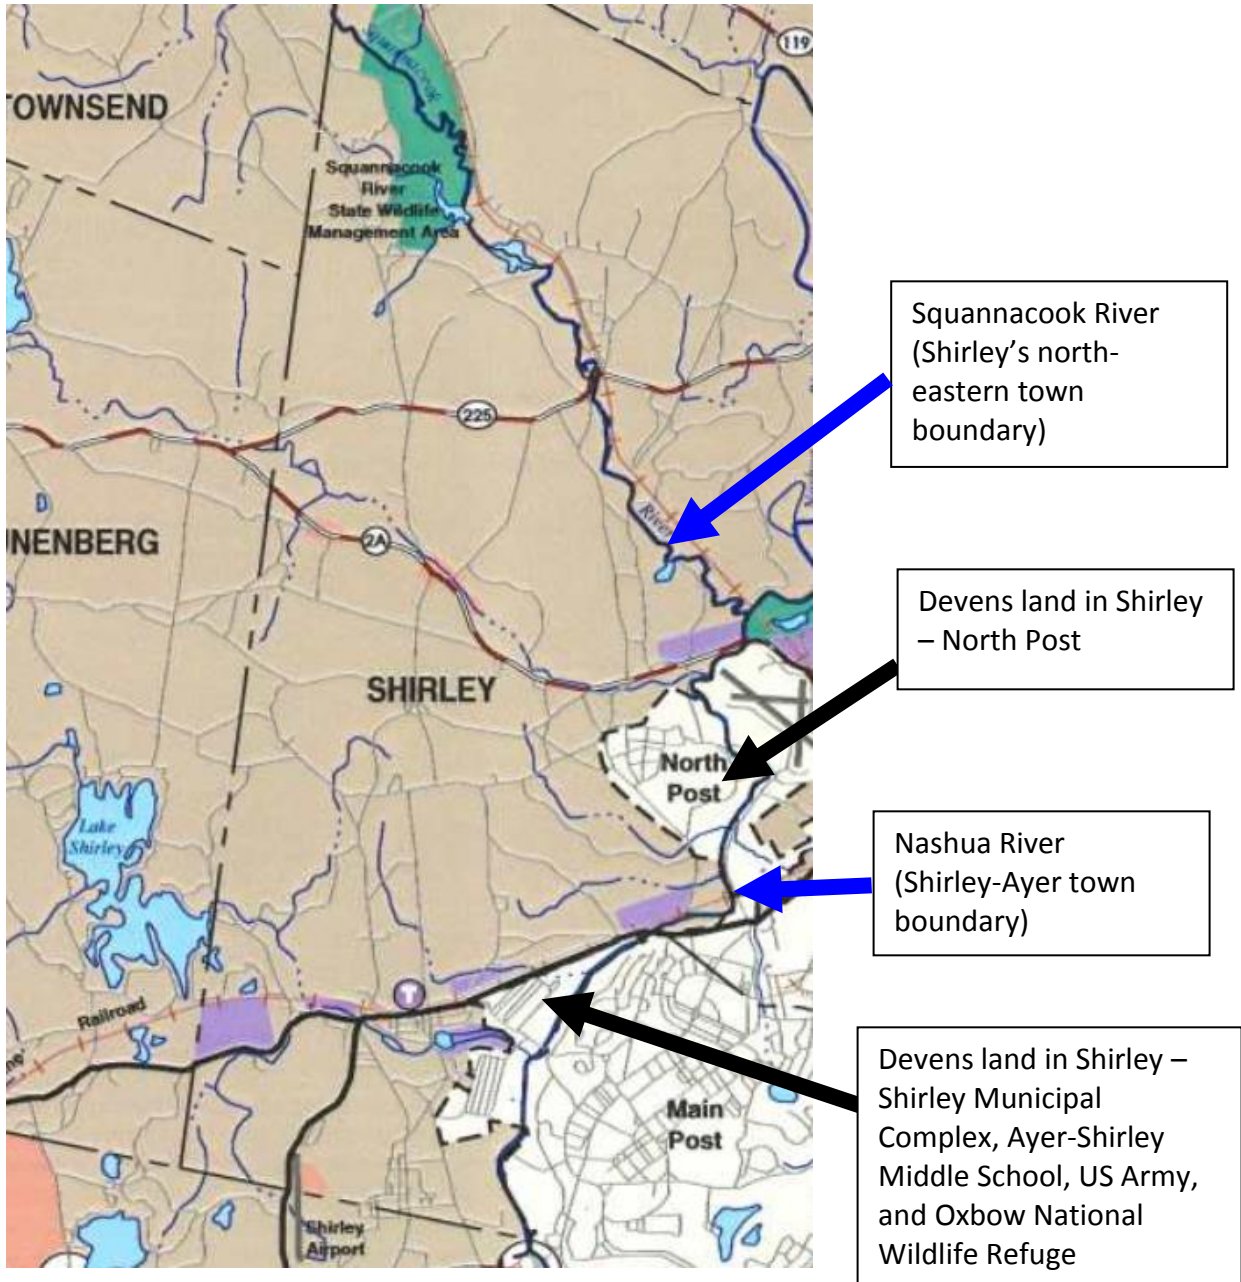 119
Squannacook
TOWNSEND
Squannacook
River
State Wildlife
Management Area
Squannacook River
(Shirley’s north-
eastern town
boundary)
225
River
2A
UNENBERG
Devens land in Shirley
– North Post
SHIRLEY
North
Post
Lake
Shirley
Nashua River
(Shirley-Ayer town
boundary)
T
Railroad
Devens land in Shirley –
Shirley Municipal
Complex, Ayer-Shirley
Middle School, US Army,
and Oxbow National
Wildlife Refuge
Main
Post
Shirley
Airport